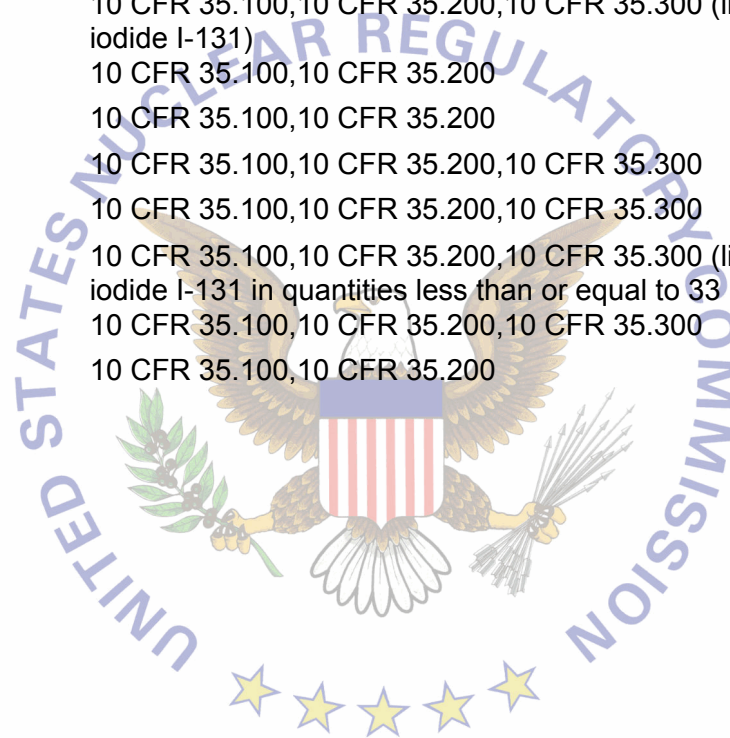 10 CFR 35.100,10 CFR 35.200,10 CFR 35.300
iodide I-131)
10 CFR 35.100,10 CFR 35.200
10 CFR 35.100,10 CFR 35.200
10 CFR 35.100,10 CFR 35.200,10 CFR 35.300
10 CFR 35.100,10 CFR 35.200,10 CFR 35.300
10 CFR 35.100,10 CFR 35.200,10 CFR 35.300
iodide I-131 in quantities less than or equal to 33
10 CFR 35.100,10 CFR 35.200,10 CFR 35.300
10 CFR 35.100,10 CFR 35.200
UNITED STATES NUCLEAR REGULATORY COMMISSION